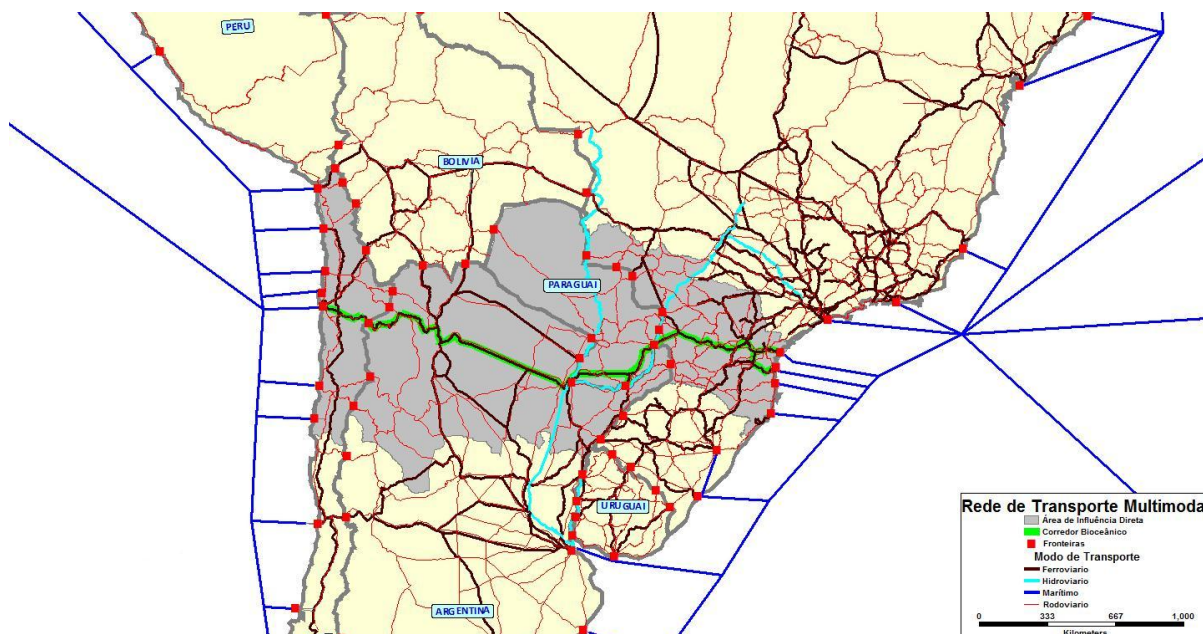 PERU
BOLIVIA
PARAGUAI
URUGUAI
ARGENTINA
Rede de Transporte Multimoda
Área de Influência Direta
Corredor Bioceânico
Fronteiras
Modo de Transporte
Ferroviario
Hidroviario
Marítimo
Rodoviario
0 333 667 1,000
Kilometers